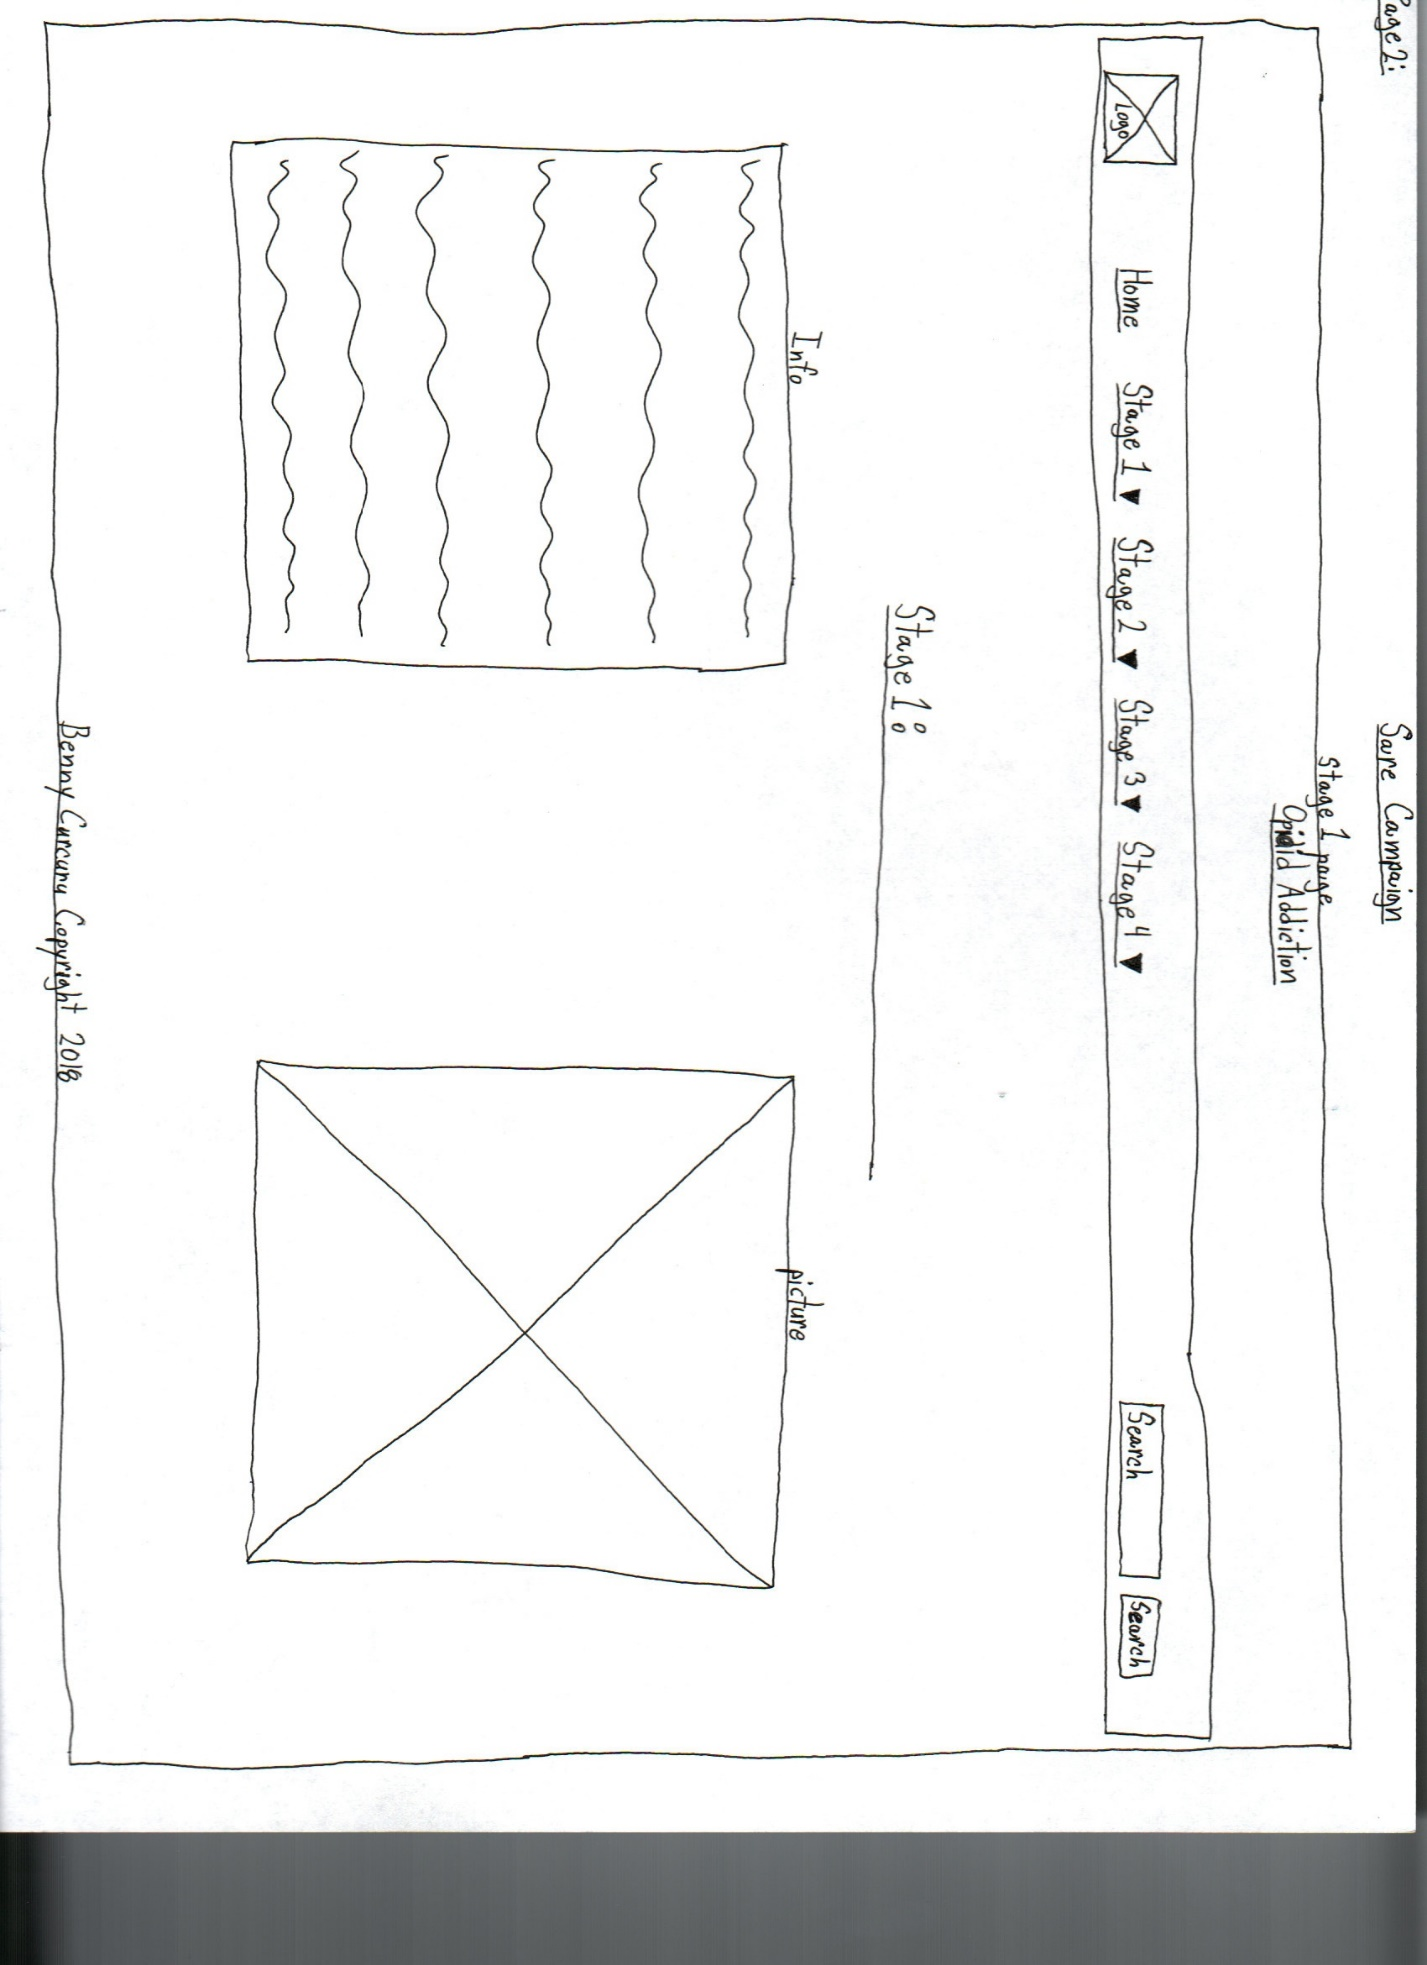 Page 2:
Sare Campaign
Stage 1 page
Opioid Addiction
Logo
Home Stage 1 ▼ Stage 2 ▼ Stage 3 ▼ Stage 4 ▼ Search Search
Stage 1:
Info
picture
Benny Curcuru Copyright 2018